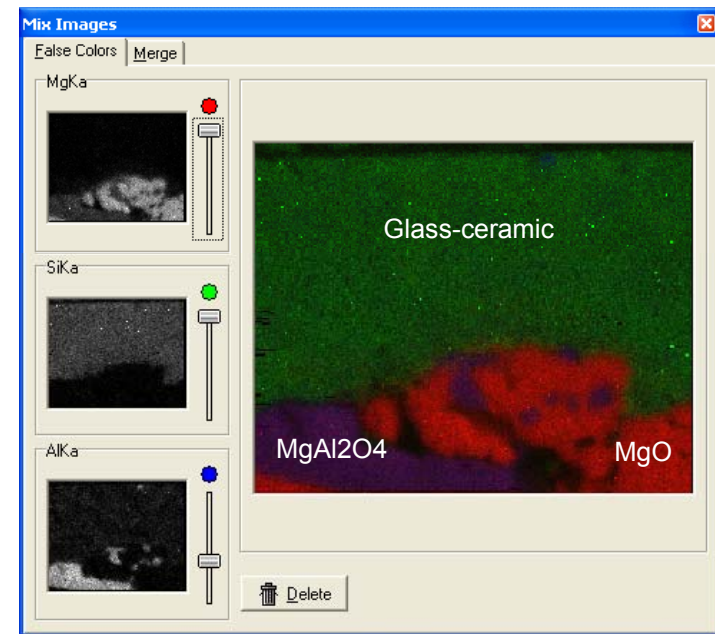 Mix Images
False Colors Merge
MgKa
SiKa
AlKa
Glass-ceramic
MgAl2O4
MgO
Delete